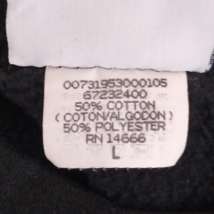 00731953000105
67232400
50% COTTON
(COTON/ALGODON)
50% POLYESTER
RN 14666
L